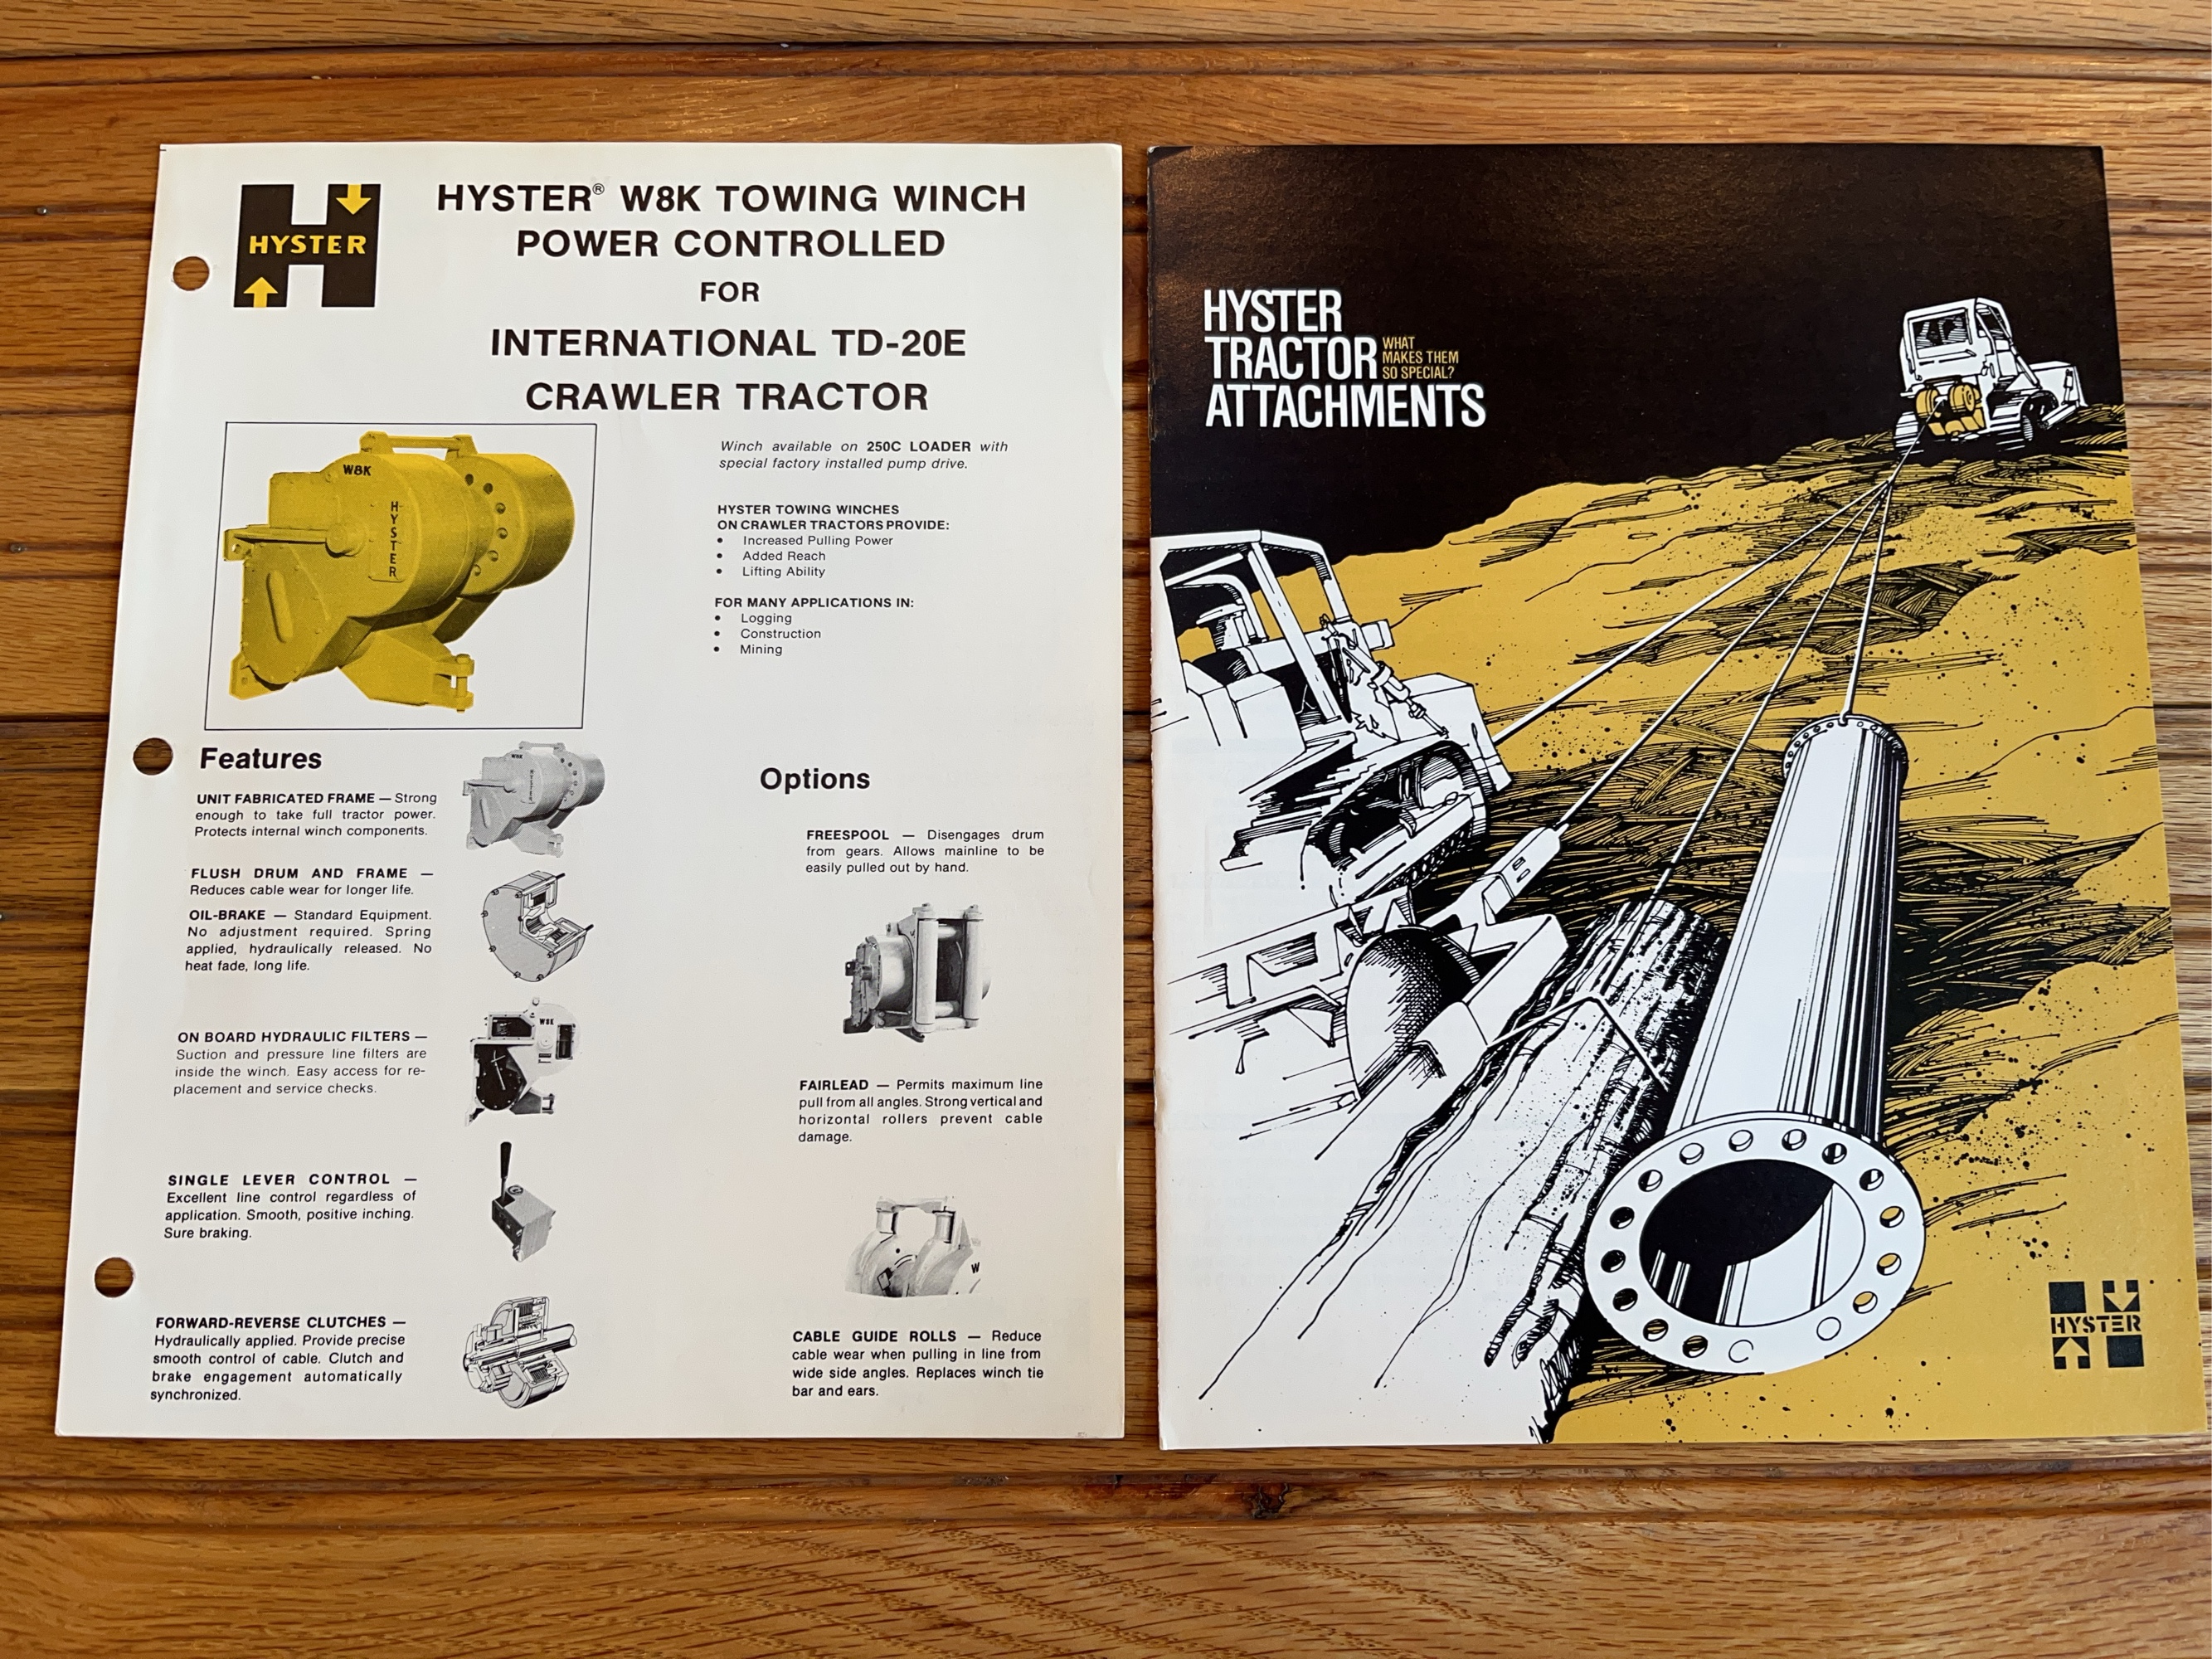 HYSTER
HYSTER® W8K TOWING WINCH
POWER CONTROLLED
FOR
INTERNATIONAL TD-20E
CRAWLER TRACTOR
W8K
HYSTER
Winch available on 250C LOADER with
special factory installed pump drive.
HYSTER TOWING WINCHES
ON CRAWLER TRACTORS PROVIDE:
• Increased Pulling Power
• Added Reach
• Lifting Ability
FOR MANY APPLICATIONS IN:
• Logging
• Construction
• Mining
Features
UNIT FABRICATED FRAME — Strong
enough to take full tractor power.
Protects internal winch components.
W8K
FLUSH DRUM AND FRAME —
Reduces cable wear for longer life.
OIL-BRAKE — Standard Equipment.
No adjustment required. Spring
applied, hydraulically released. No
heat fade, long life.
ON BOARD HYDRAULIC FILTERS —
Suction and pressure line filters are
inside the winch. Easy access for re-
placement and service checks.
W8K
SINGLE LEVER CONTROL —
Excellent line control regardless of
application. Smooth, positive inching.
Sure braking.
FORWARD-REVERSE CLUTCHES —
Hydraulically applied. Provide precise
smooth control of cable. Clutch and
brake engagement automatically
synchronized.
Options
FREESPOOL — Disengages drum
from gears. Allows mainline to be
easily pulled out by hand.
FAIRLEAD — Permits maximum line
pull from all angles. Strong vertical and
horizontal rollers prevent cable
damage.
W
CABLE GUIDE ROLLS — Reduce
cable wear when pulling in line from
wide side angles. Replaces winch tie
bar and ears.
HYSTER
TRACTOR
ATTACHMENTS
WHAT
MAKES THEM
SO SPECIAL?
HYSTER